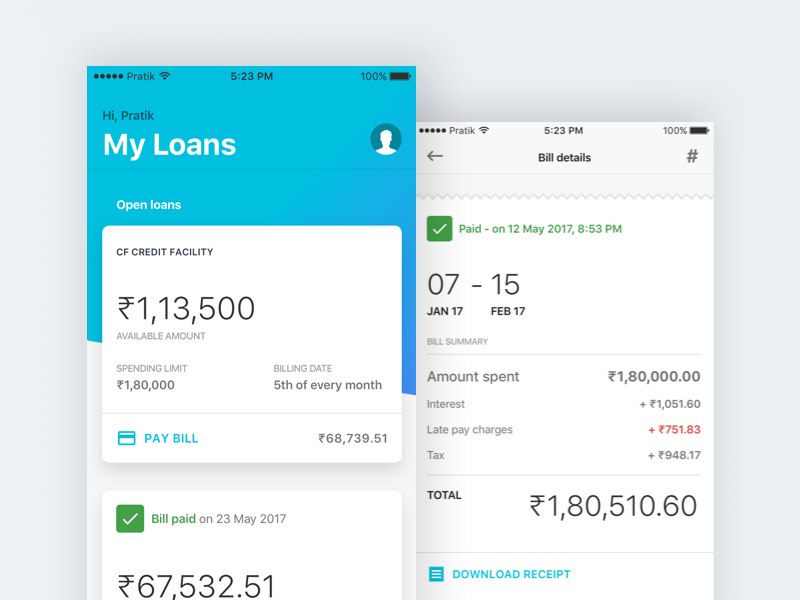 Pratik 5:23 PM 100%
Hi, Pratik
My Loans
Open loans
CF CREDIT FACILITY
₹1,13,500
AVAILABLE AMOUNT
SPENDING LIMIT BILLING DATE
₹1,80,000 5th of every month
PAY BILL ₹68,739.51
Bill paid on 23 May 2017
₹67,532.51
Pratik 5:23 PM 100%
Bill details #
Paid - on 12 May 2017, 8:53 PM
07 - 15
JAN 17 FEB 17
BILL SUMMARY
Amount spent ₹1,80,000.00
Interest + ₹1,051.60
Late pay charges + ₹751.83
Tax + ₹948.17
TOTAL ₹1,80,510.60
DOWNLOAD RECEIPT